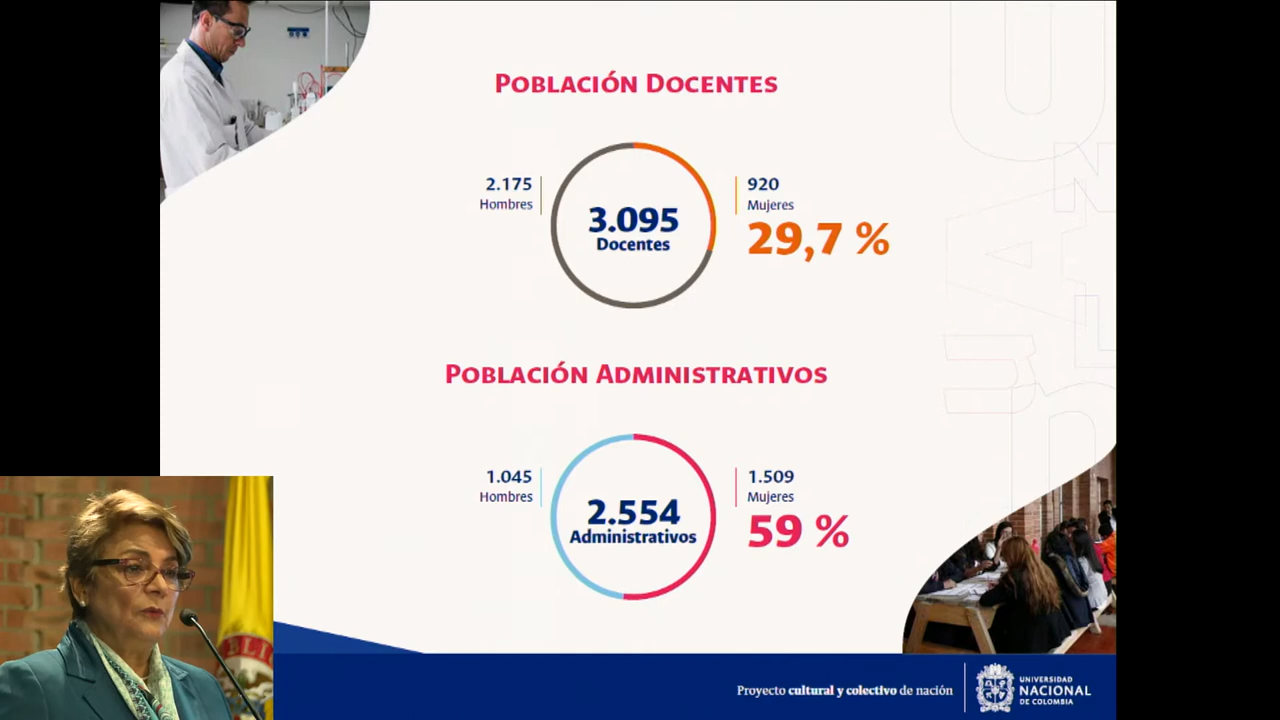 POBLACIÓN DOCENTES
2.175
Hombres
3.095
Docentes
920
Mujeres
29,7 %
POBLACIÓN ADMINISTRATIVOS
1.045
Hombres
2.554
Administrativos
1.509
Mujeres
59 %
Proyecto cultural y colectivo de nación
UNIVERSIDAD
NACIONAL
DE COLOMBIA